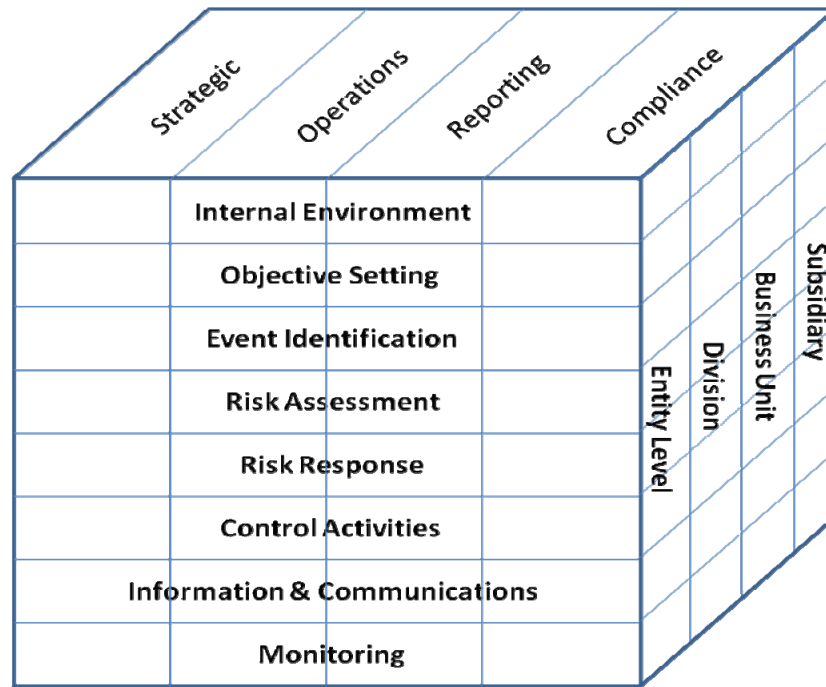 Strategic
Operations
Reporting
Compliance
Internal Environment
Objective Setting
Event Identification
Risk Assessment
Risk Response
Control Activities
Information & Communications
Monitoring
Entity Level
Division
Business Unit
Subsidiary